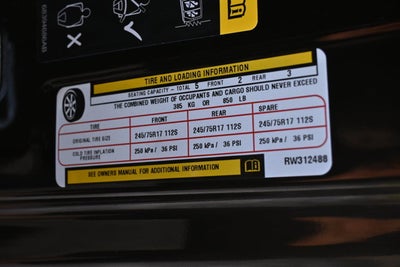 68394686AB
TIRE AND LOADING INFORMATION
SEATING CAPACITY - TOTAL 5 FRONT 2 REAR 3
THE COMBINED WEIGHT OF OCCUPANTS AND CARGO SHOULD NEVER EXCEED
385 KG OR 850 LB
TIRE FRONT REAR SPARE
ORIGINAL TIRE SIZE 245/75R17 112S 245/75R17 112S 245/75R17 112S
COLD TIRE INFLATION PRESSURE 250 kPa / 36 PSI 250 kPa / 36 PSI 250 kPa / 36 PSI
SEE OWNERS MANUAL FOR ADDITIONAL INFORMATION
RW312488